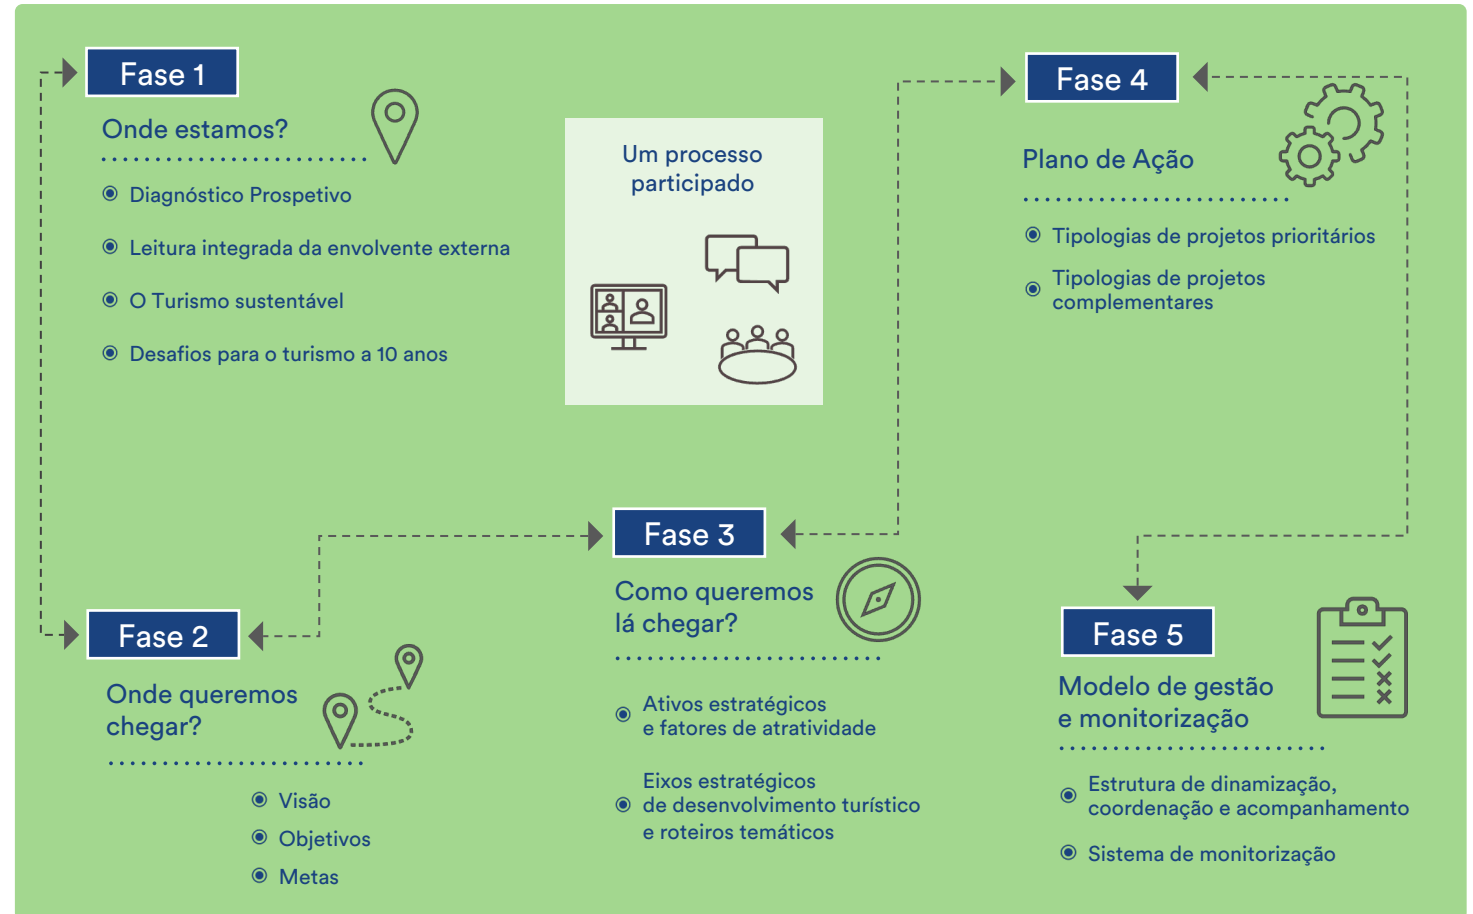 Fase 1
Onde estamos?
Diagnóstico Prospetivo
Leitura integrada da envolvente externa
O Turismo sustentável
Desafios para o turismo a 10 anos
Fase 2
Onde queremos
chegar?
Visão
Objetivos
Metas
Um processo
participado
Fase 3
Como queremos
lá chegar?
Ativos estratégicos
e fatores de atratividade
Eixos estratégicos
de desenvolvimento turístico
e roteiros temáticos
Fase 4
Plano de Ação
Tipologias de projetos prioritários
Tipologias de projetos
complementares
Fase 5
Modelo de gestão
e monitorização
Estrutura de dinamização,
coordenação e acompanhamento
Sistema de monitorização